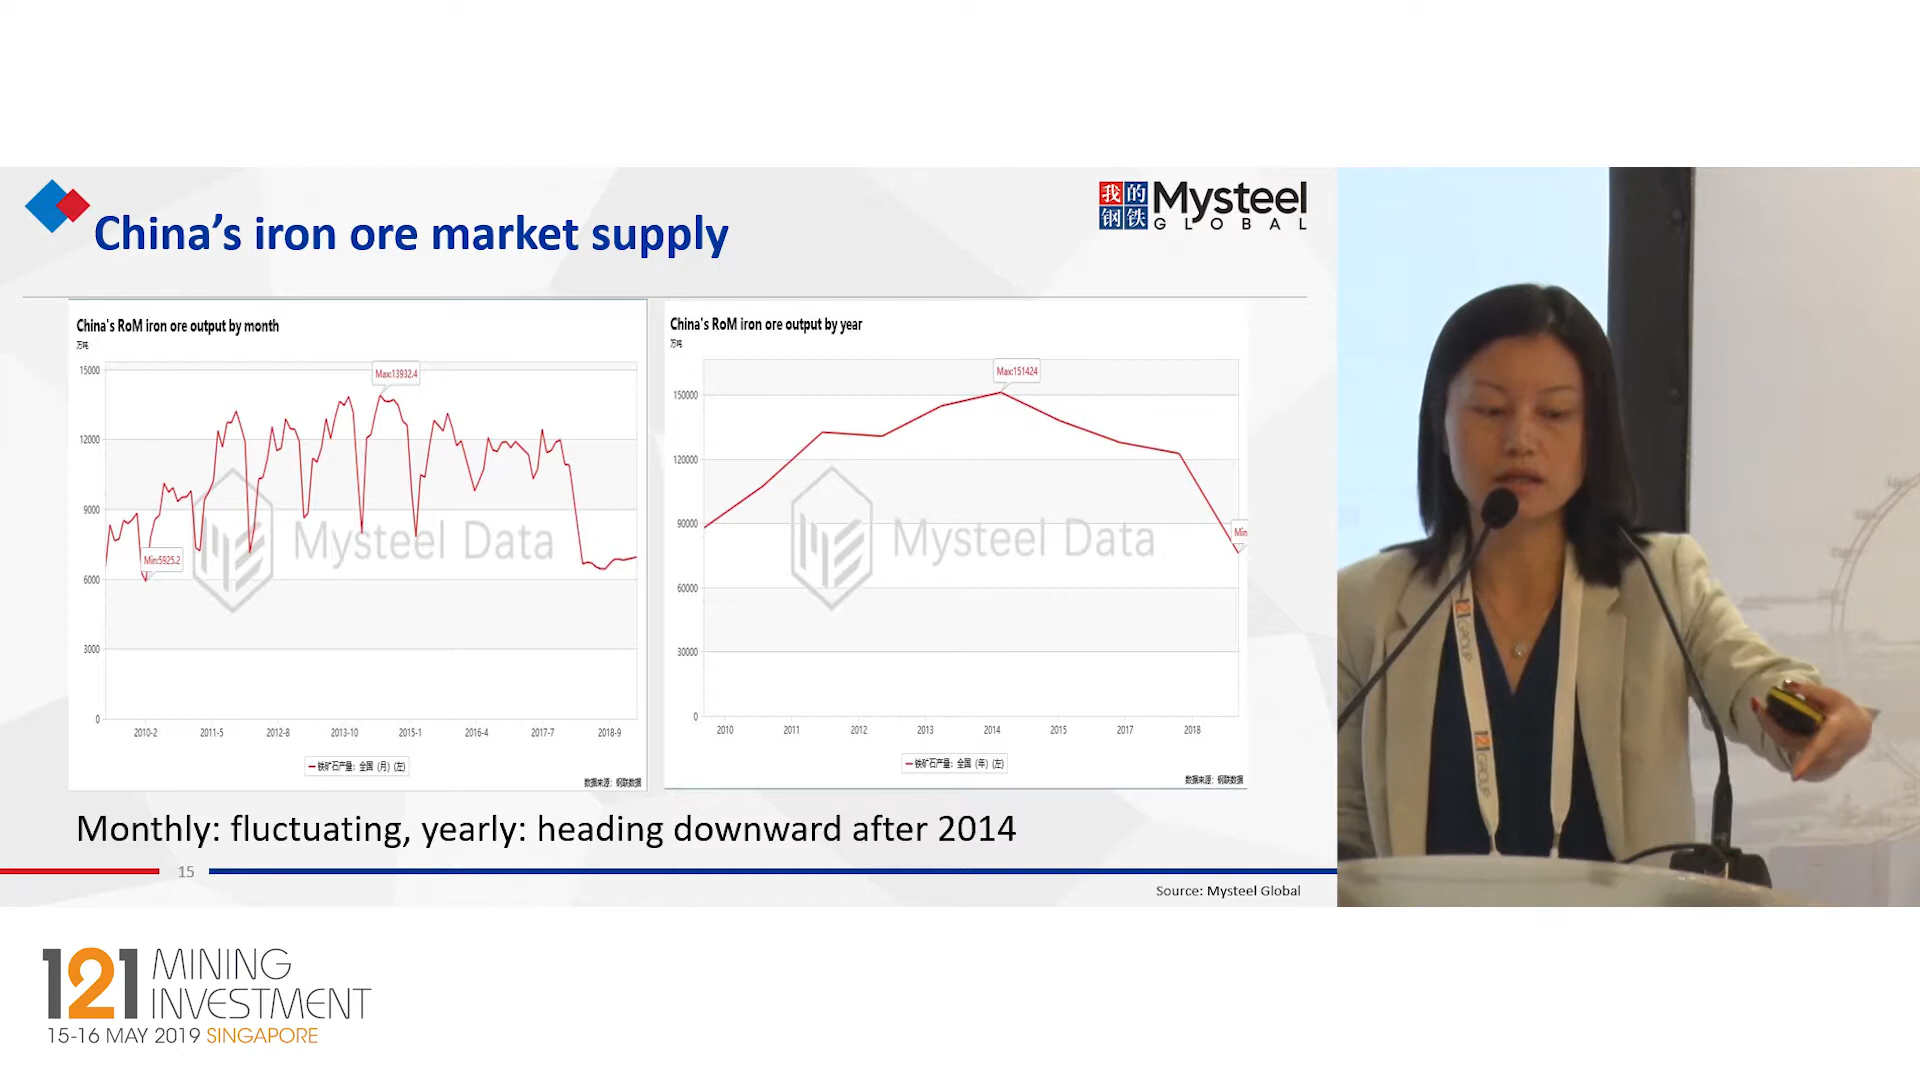 China's iron ore market supply
我的
钢铁
Mysteel
GLOBAL
China's RoM iron ore output by month
万吨
15000
12000
9000
6000
3000
0
Max:13932.4
Min:5925.2
Mysteel Data
2010-2 2011-5 2012-8 2013-10 2015-1 2016-4 2017-7 2018-9
铁矿石产量：全国（月）(左)
数据来源：钢联数据
China's RoM iron ore output by year
万吨
150000
120000
90000
60000
30000
0
Max:151424
Min
Mysteel Data
2010 2011 2012 2013 2014 2015 2017 2018
铁矿石产量：全国（年）(左)
数据来源：钢联数据
Monthly: fluctuating, yearly: heading downward after 2014
15
Source: Mysteel Global
121 GROUP
121 GROUP
121 MINING
INVESTMENT
15-16 MAY 2019 SINGAPORE